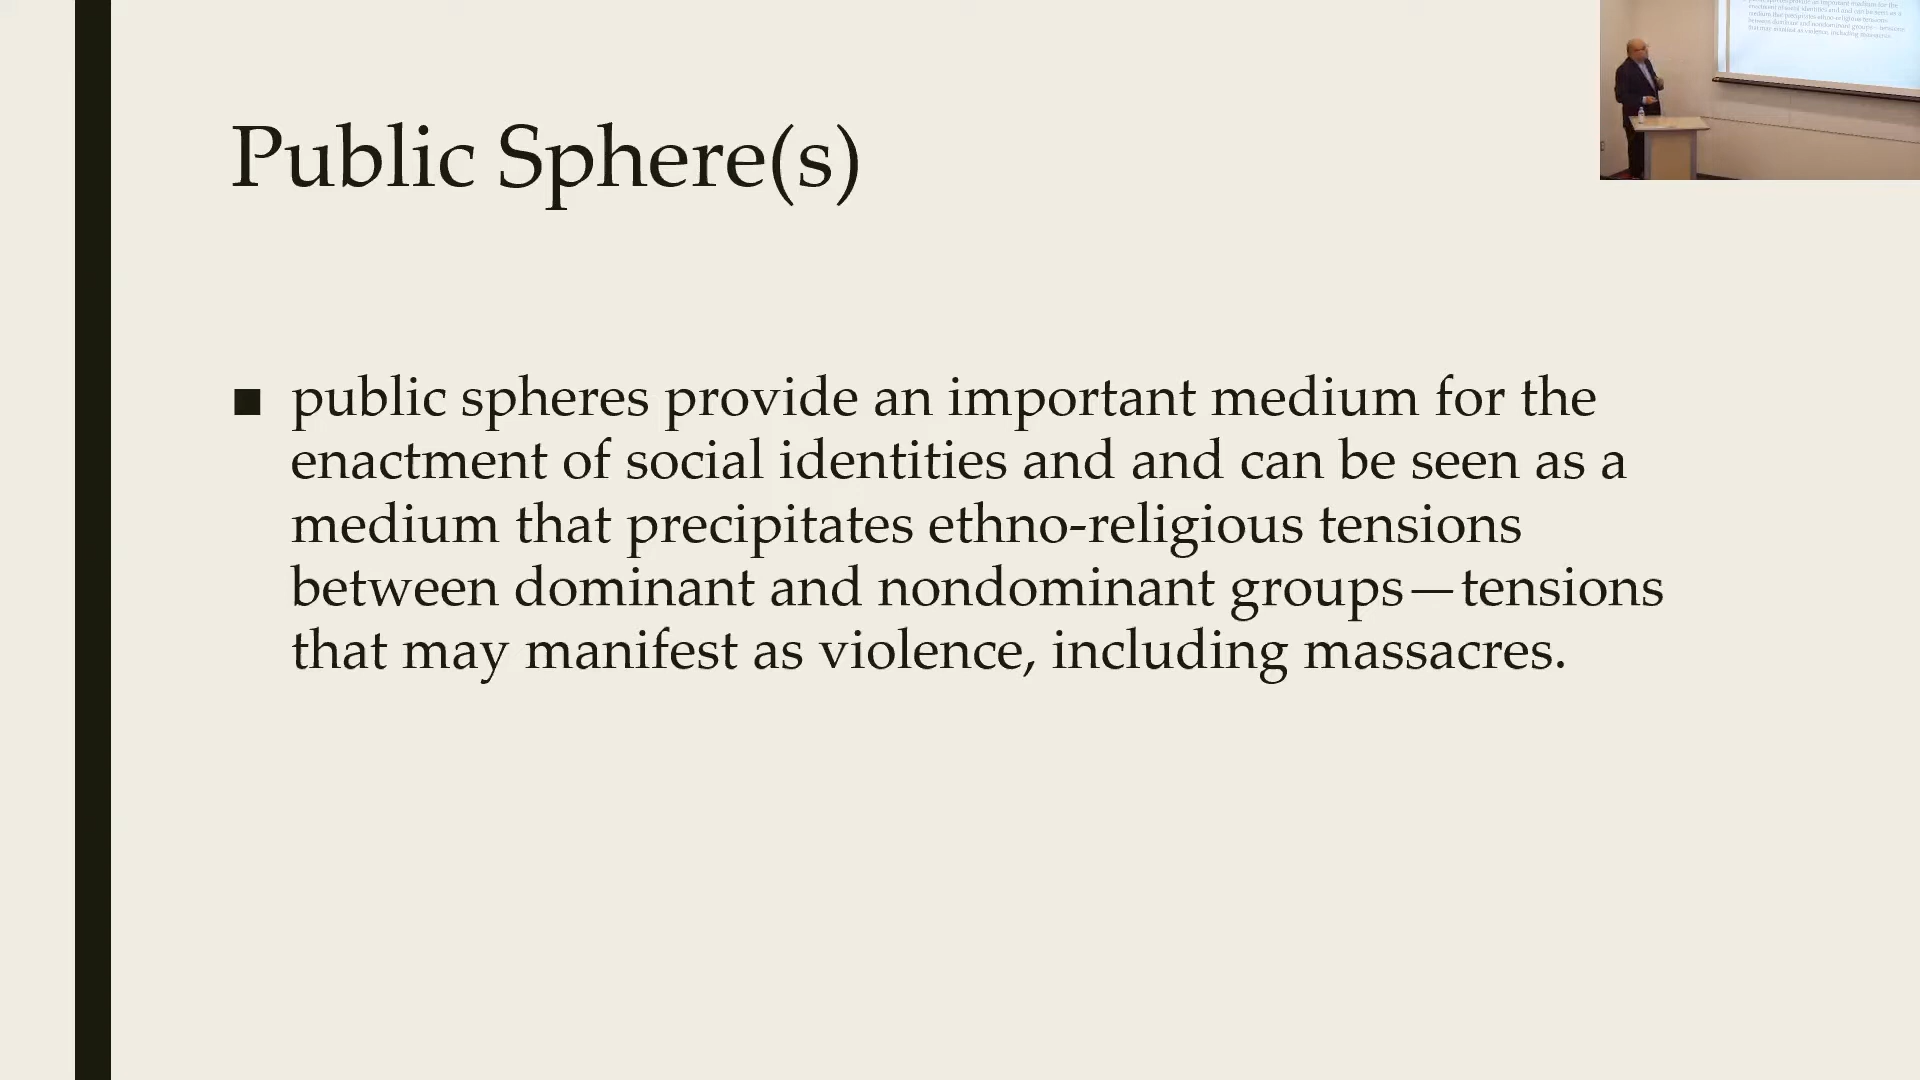 Public Sphere(s)
■ public spheres provide an important medium for the
enactment of social identities and and can be seen as a
medium that precipitates ethno-religious tensions
between dominant and nondominant groups—tensions
that may manifest as violence, including massacres.